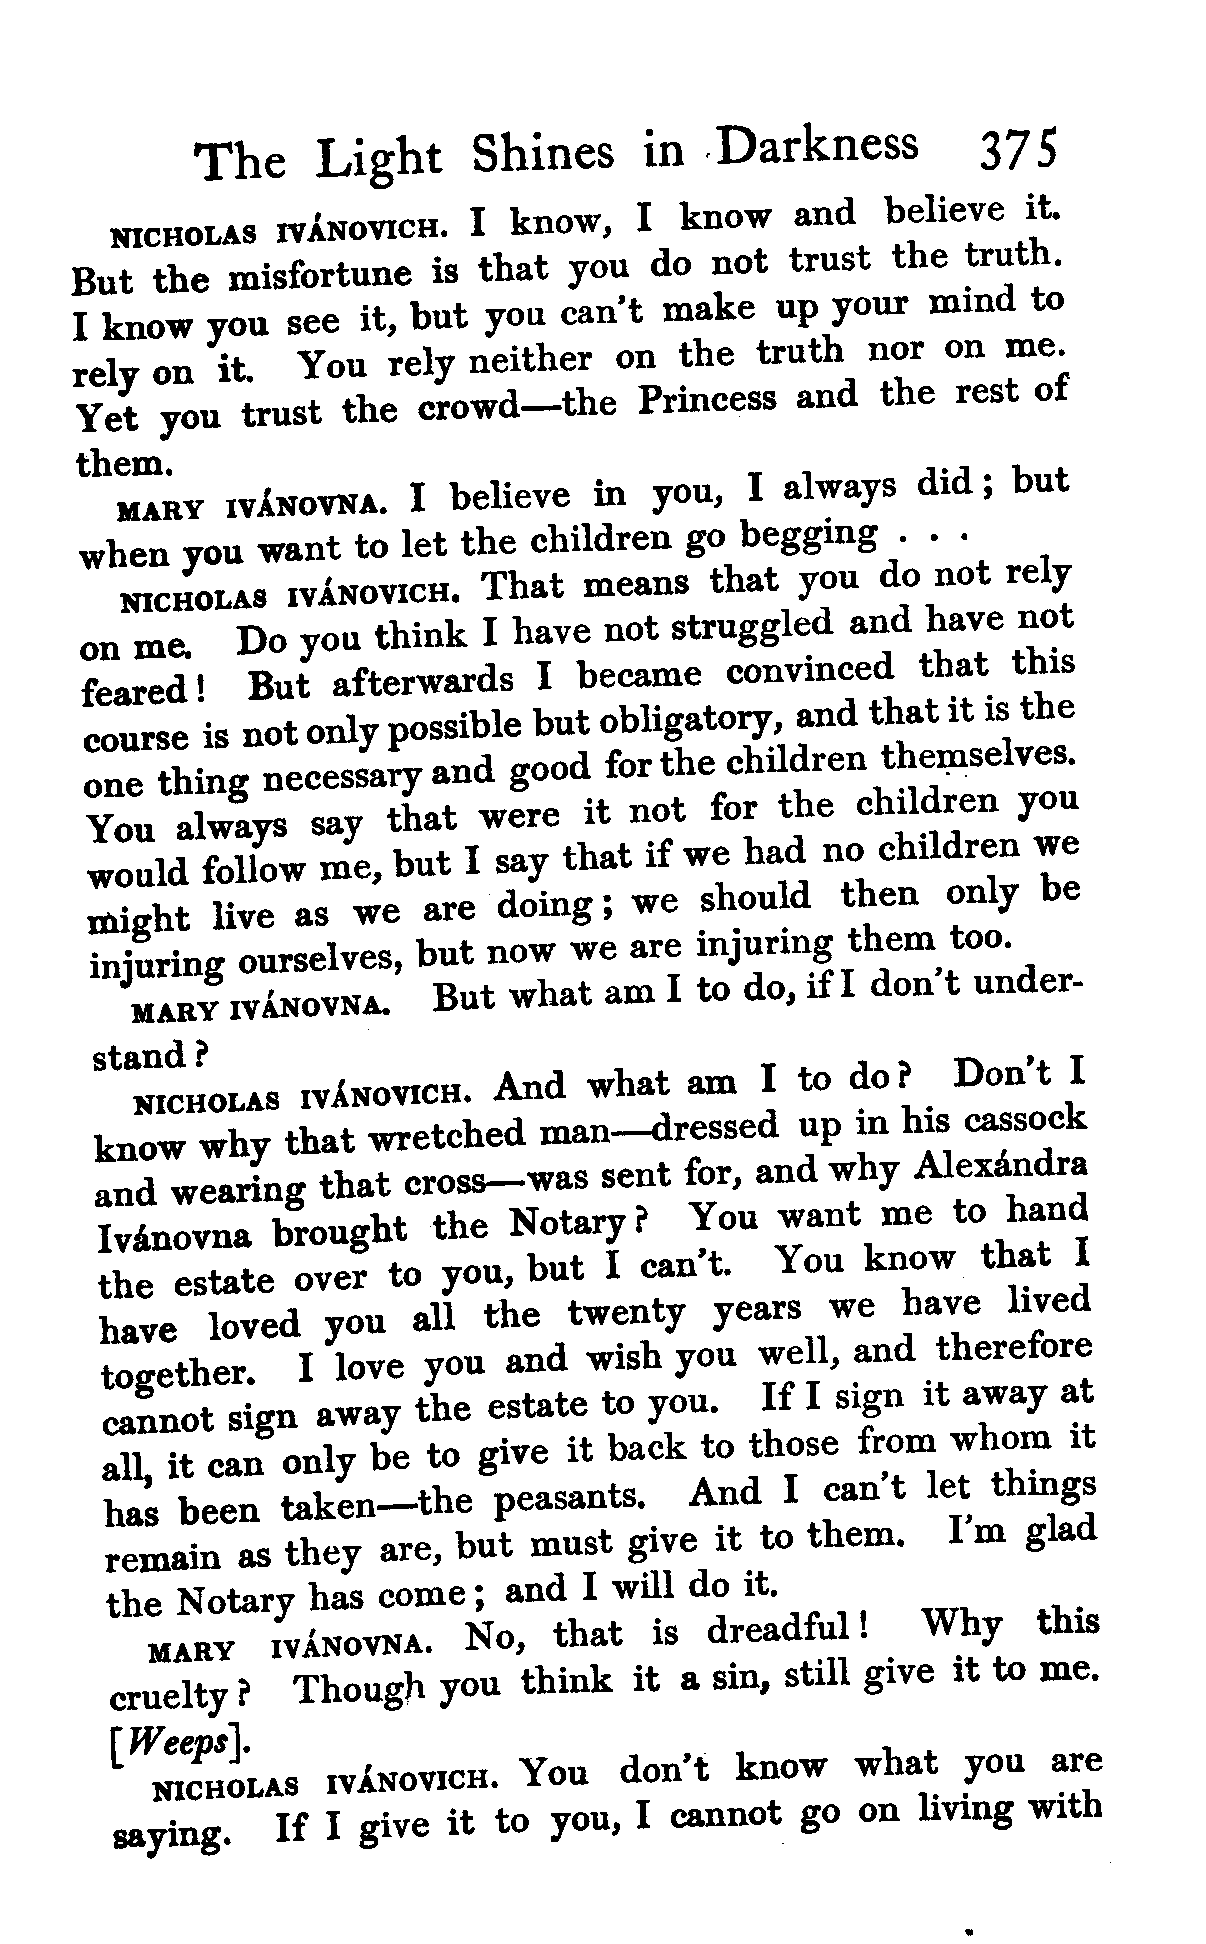 The Light Shines in Darkness 375
NICHOLAS IVÁNOVICH. I know, I know and believe it.
But the misfortune is that you do not trust the truth.
I know you see it, but you can't make up your mind to
rely on it. You rely neither on the truth nor on me.
Yet you trust the crowd—the Princess and the rest of
them.
MARY IVÁNOVNA. I believe in you, I always did; but
when you want to let the children go begging . . .
NICHOLAS IVÁNOVICH. That means that you do not rely
on me. Do you think I have not struggled and have not
feared! But afterwards I became convinced that this
course is not only possible but obligatory, and that it is the
one thing necessary and good for the children themselves.
You always say that were it not for the children you
would follow me, but I say that if we had no children we
might live as we are doing; we should then only be
injuring ourselves, but now we are injuring them too.
MARY IVÁNOVNA. But what am I to do, if I don't under-
stand?
NICHOLAS IVÁNOVICH. And what am I to do? Don't I
know why that wretched man—dressed up in his cassock
and wearing that cross—was sent for, and why Alexándra
Ivánovna brought the Notary? You want me to hand
the estate over to you, but I can't. You know that I
have loved you all the twenty years we have lived
together. I love you and wish you well, and therefore
cannot sign away the estate to you. If I sign it away at
all, it can only be to give it back to those from whom it
has been taken—the peasants. And I can't let things
remain as they are, but must give it to them. I'm glad
the Notary has come; and I will do it.
MARY IVÁNOVNA. No, that is dreadful! Why this
cruelty? Though you think it a sin, still give it to me.
[Weeps].
NICHOLAS IVÁNOVICH. You don't know what you are
saying. If I give it to you, I cannot go on living with